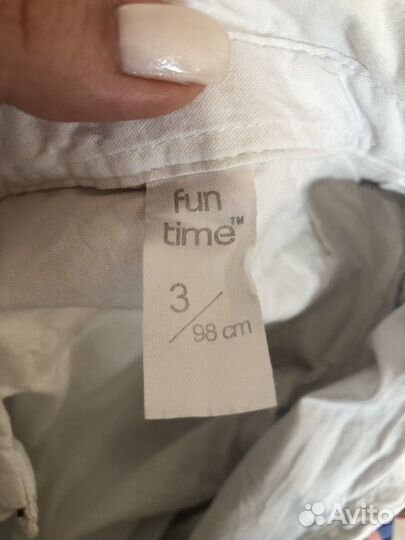 fun
time™
3
/98 cm
Avito